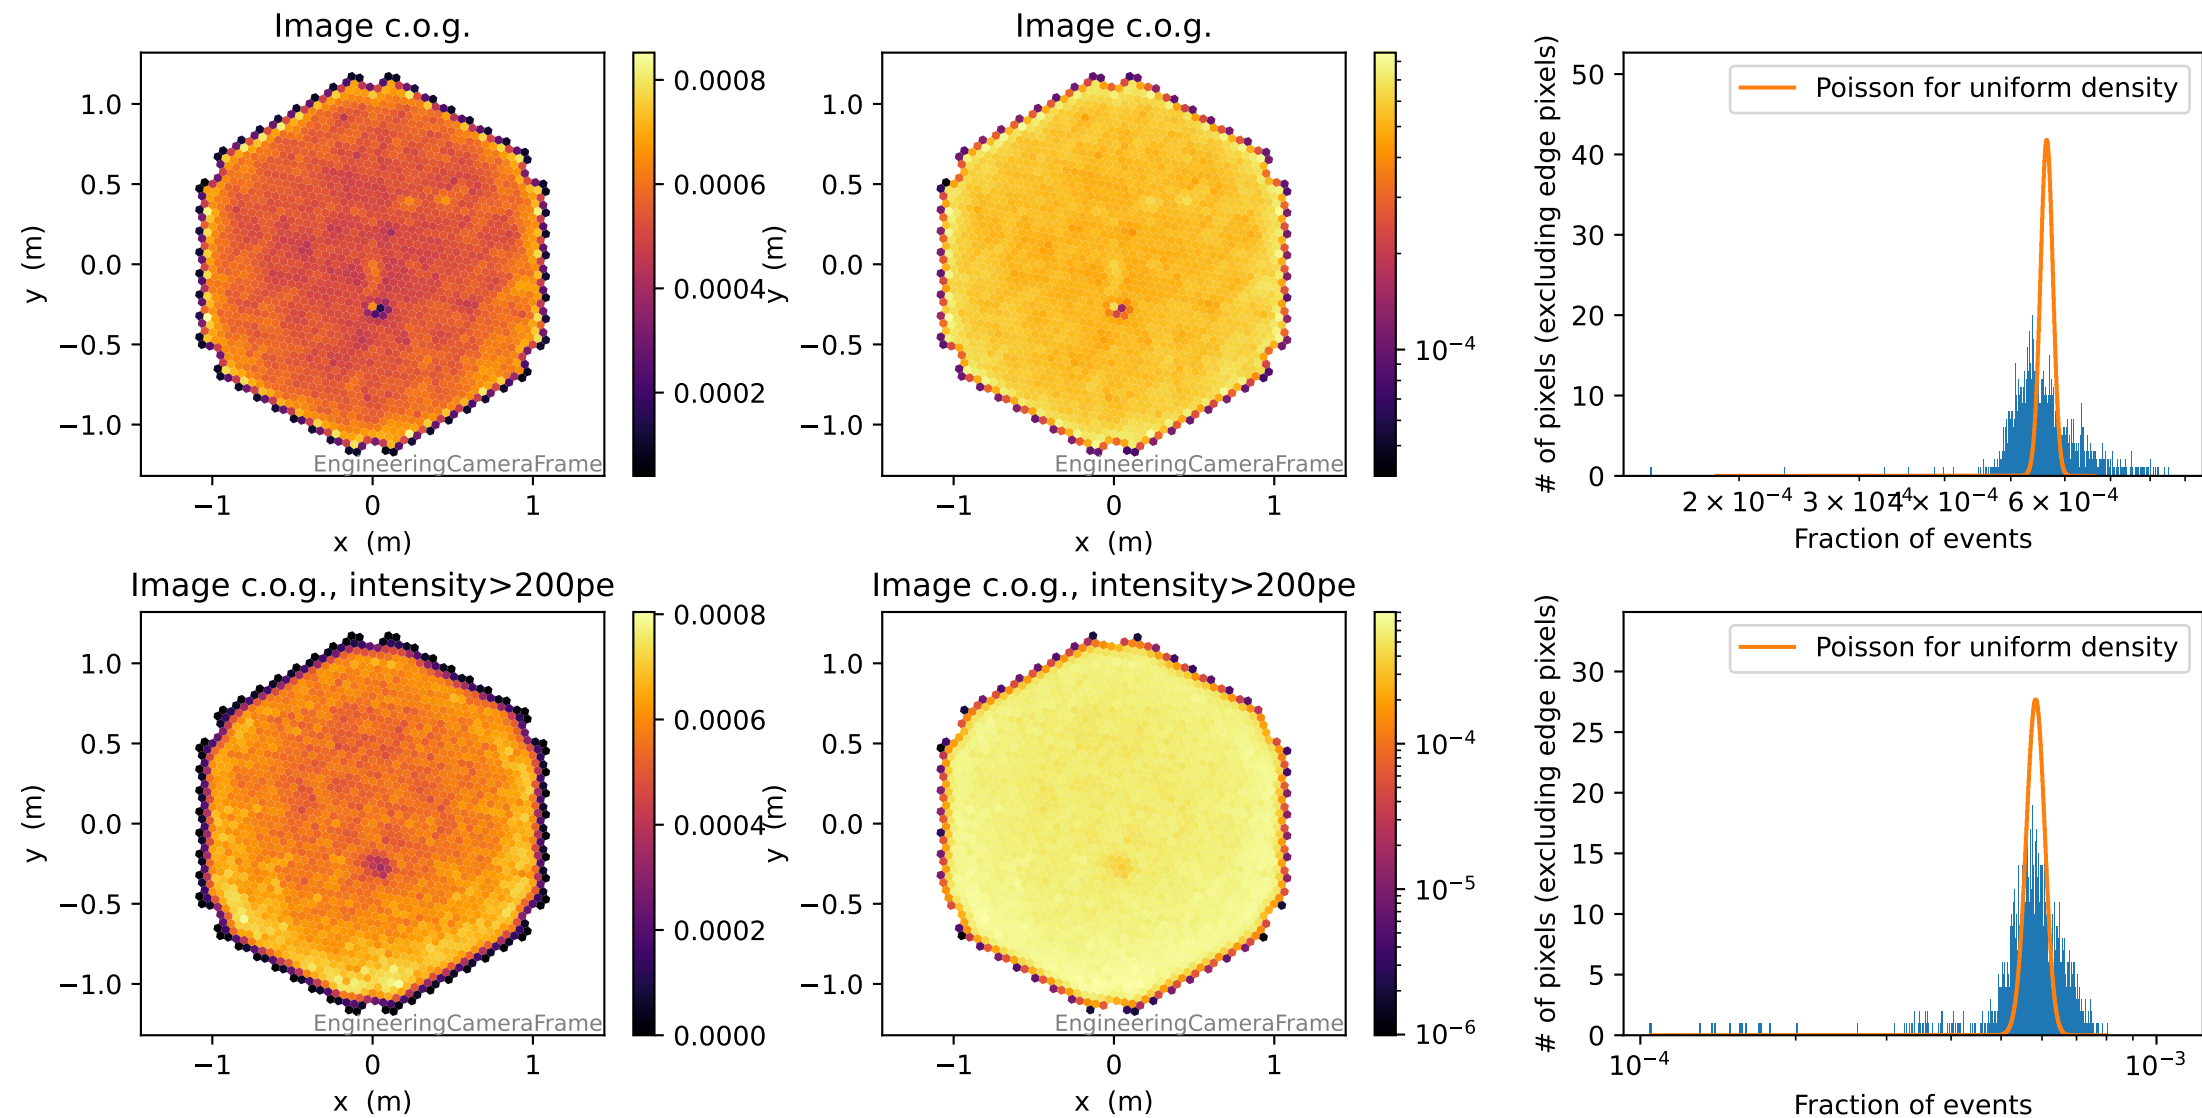 Image c.o.g.
y (m)
1.0
0.5
0.0
−0.5
−1.0
−1 0 1
x (m)
EngineeringCameraFrame
0.0008
0.0006
0.0004
0.0002
Image c.o.g.
y (m)
1.0
0.5
0.0
−0.5
−1.0
−1 0 1
x (m)
EngineeringCameraFrame
10⁻⁴
# of pixels (excluding edge pixels)
50
40
30
20
10
0
Poisson for uniform density
2 × 10⁻⁴ 3 × 10⁻⁴ 4 × 10⁻⁴ 6 × 10⁻⁴
Fraction of events
Image c.o.g., intensity>200pe
y (m)
1.0
0.5
0.0
−0.5
−1.0
−1 0 1
x (m)
EngineeringCameraFrame
0.0008
0.0006
0.0004
0.0002
0.0000
Image c.o.g., intensity>200pe
y (m)
1.0
0.5
0.0
−0.5
−1.0
−1 0 1
x (m)
EngineeringCameraFrame
10⁻⁴
10⁻⁵
10⁻⁶
# of pixels (excluding edge pixels)
30
25
20
15
10
5
0
Poisson for uniform density
10⁻⁴ 10⁻³
Fraction of events